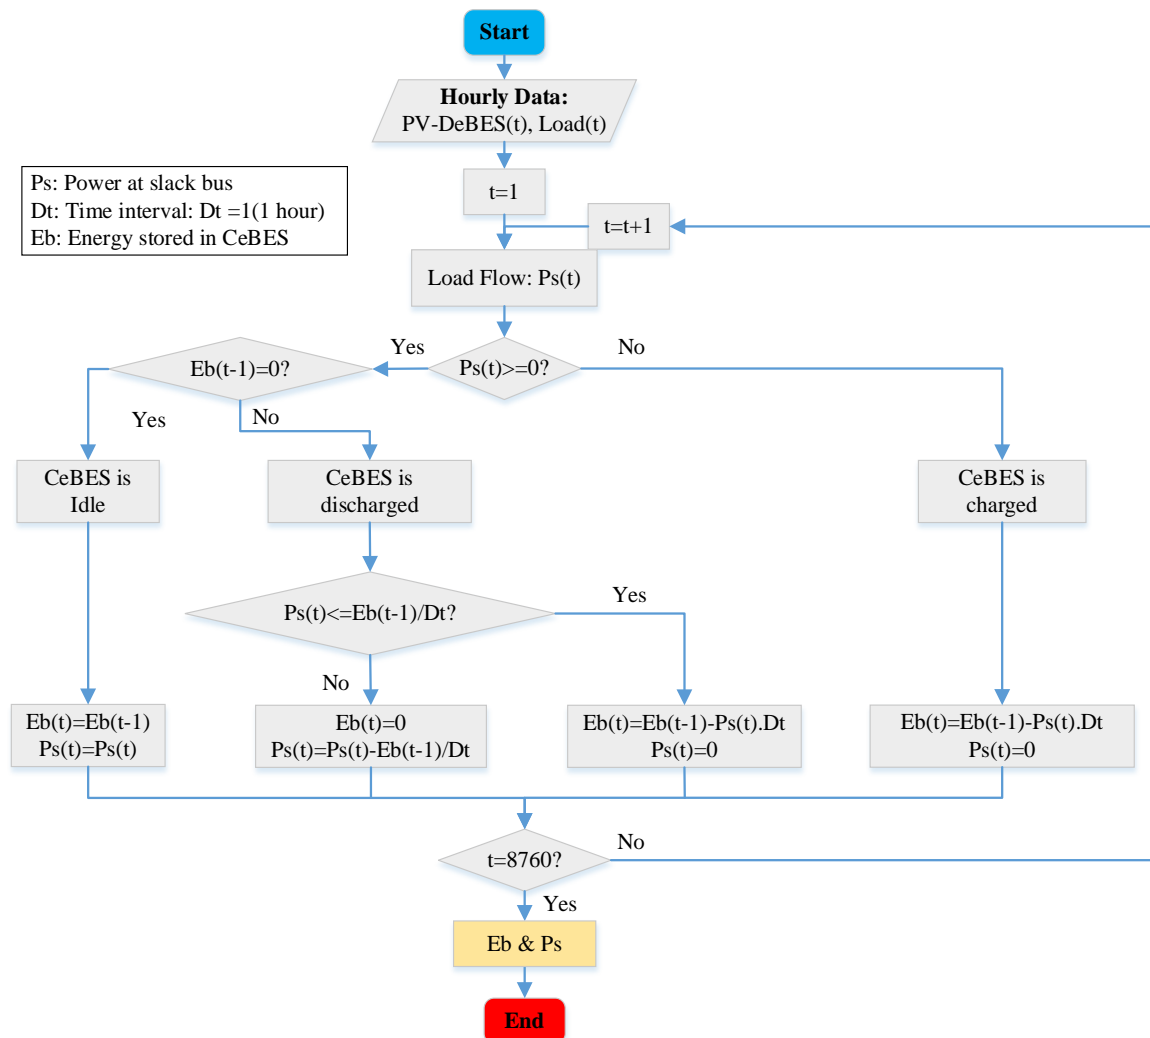 Start
Hourly Data:
PV-DeBES(t), Load(t)
Ps: Power at slack bus
Dt: Time interval: Dt =1(1 hour)
Eb: Energy stored in CeBES
t=1
t=t+1
Load Flow: Ps(t)
Yes
No
Eb(t-1)=0?
Ps(t)>=0?
Yes
No
CeBES is
Idle
CeBES is
discharged
CeBES is
charged
Ps(t)<=Eb(t-1)/Dt?
Yes
No
Eb(t)=Eb(t-1)
Ps(t)=Ps(t)
Eb(t)=0
Ps(t)=Ps(t)-Eb(t-1)/Dt
Eb(t)=Eb(t-1)-Ps(t).Dt
Ps(t)=0
Eb(t)=Eb(t-1)-Ps(t).Dt
Ps(t)=0
t=8760?
No
Yes
Eb & Ps
End